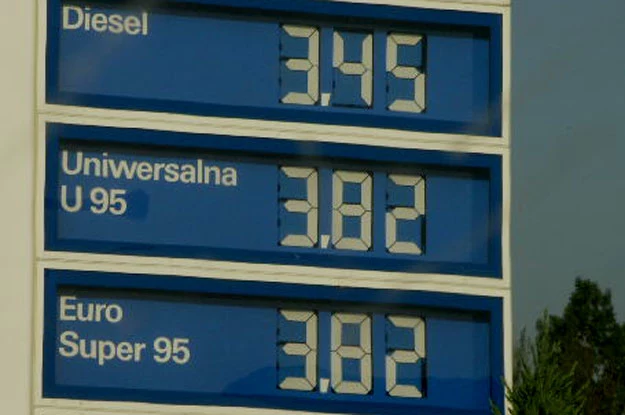 Diesel 3,45
Uniwersalna
U 95 3,82
Euro
Super 95 3,82